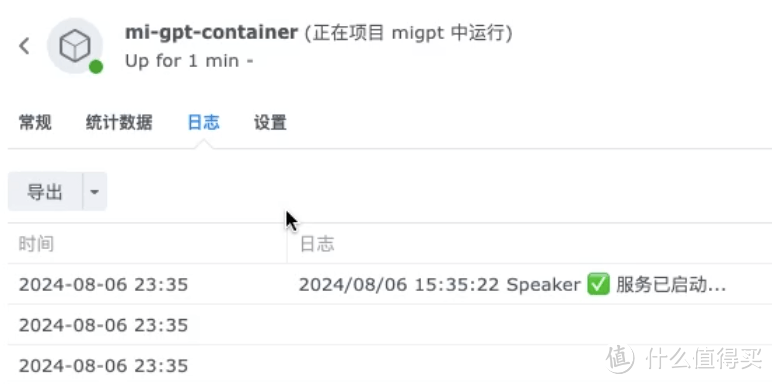 mi-gpt-container (正在项目 migpt 中运行)
Up for 1 min -
常规 统计数据 日志 设置
导出
时间 日志
2024-08-06 23:35 2024/08/06 15:35:22 Speaker ✅ 服务已启动...
2024-08-06 23:35
2024-08-06 23:35
值 什么值得买